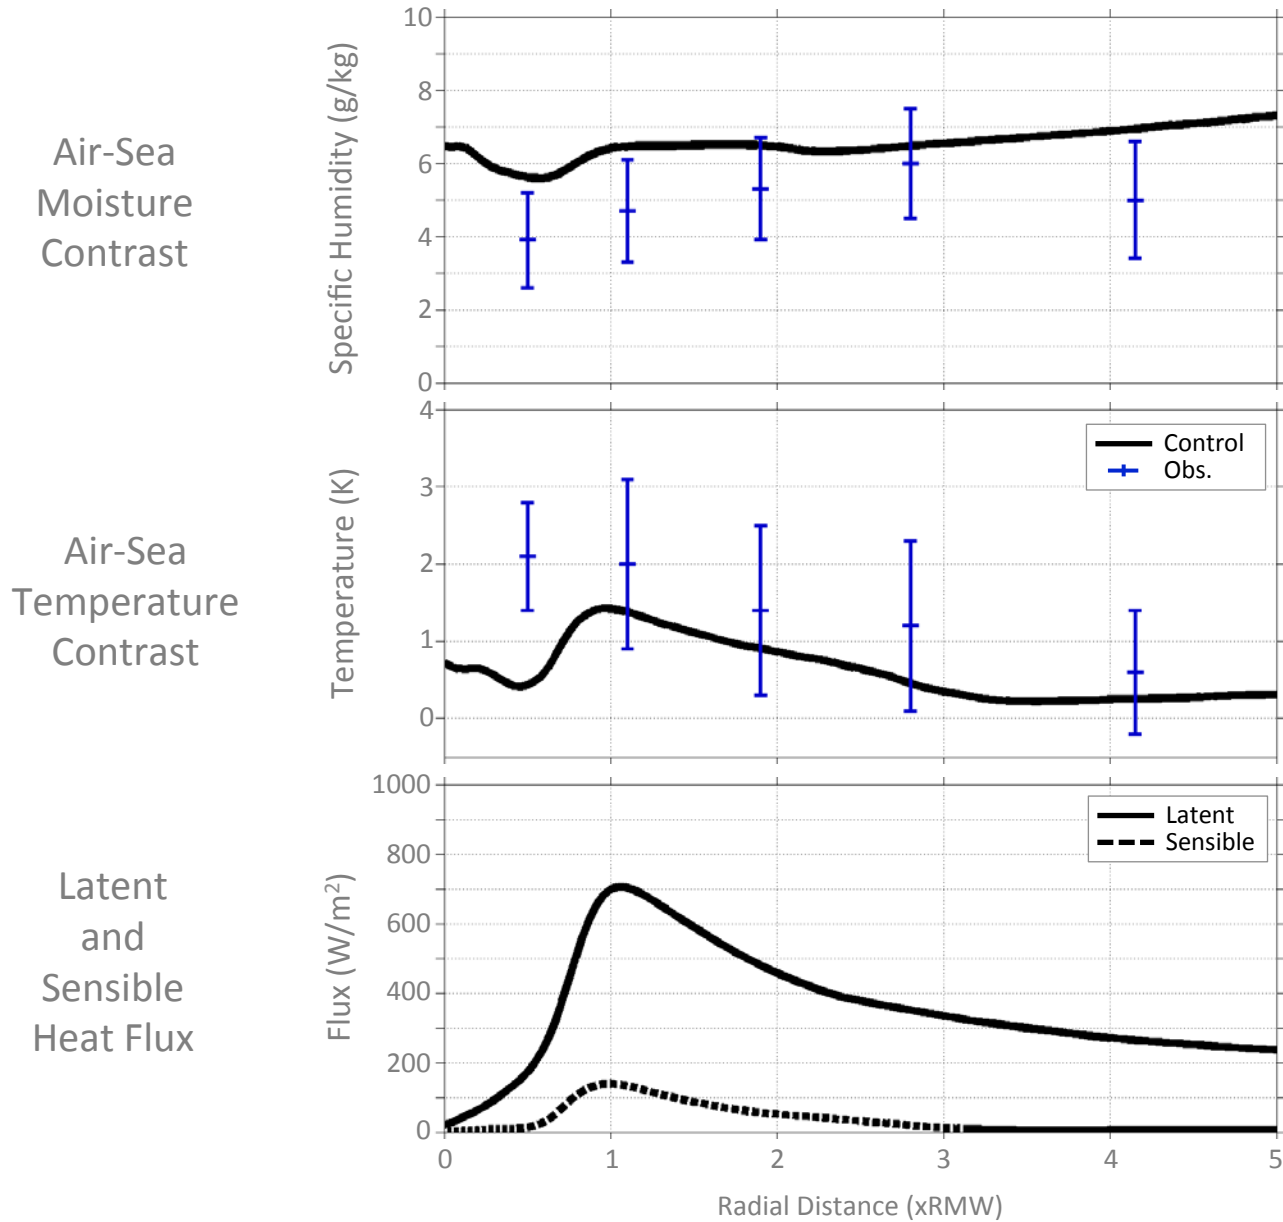 Air-Sea
Moisture
Contrast
Specific Humidity (g/kg)
10
8
6
4
2
0
Air-Sea
Temperature
Contrast
Temperature (K)
4
3
2
1
0
Control
Obs.
Latent
and
Sensible
Heat Flux
Flux (W/m²)
1000
800
600
400
200
0
Latent
Sensible
0 1 2 3 4 5
Radial Distance (xRMW)